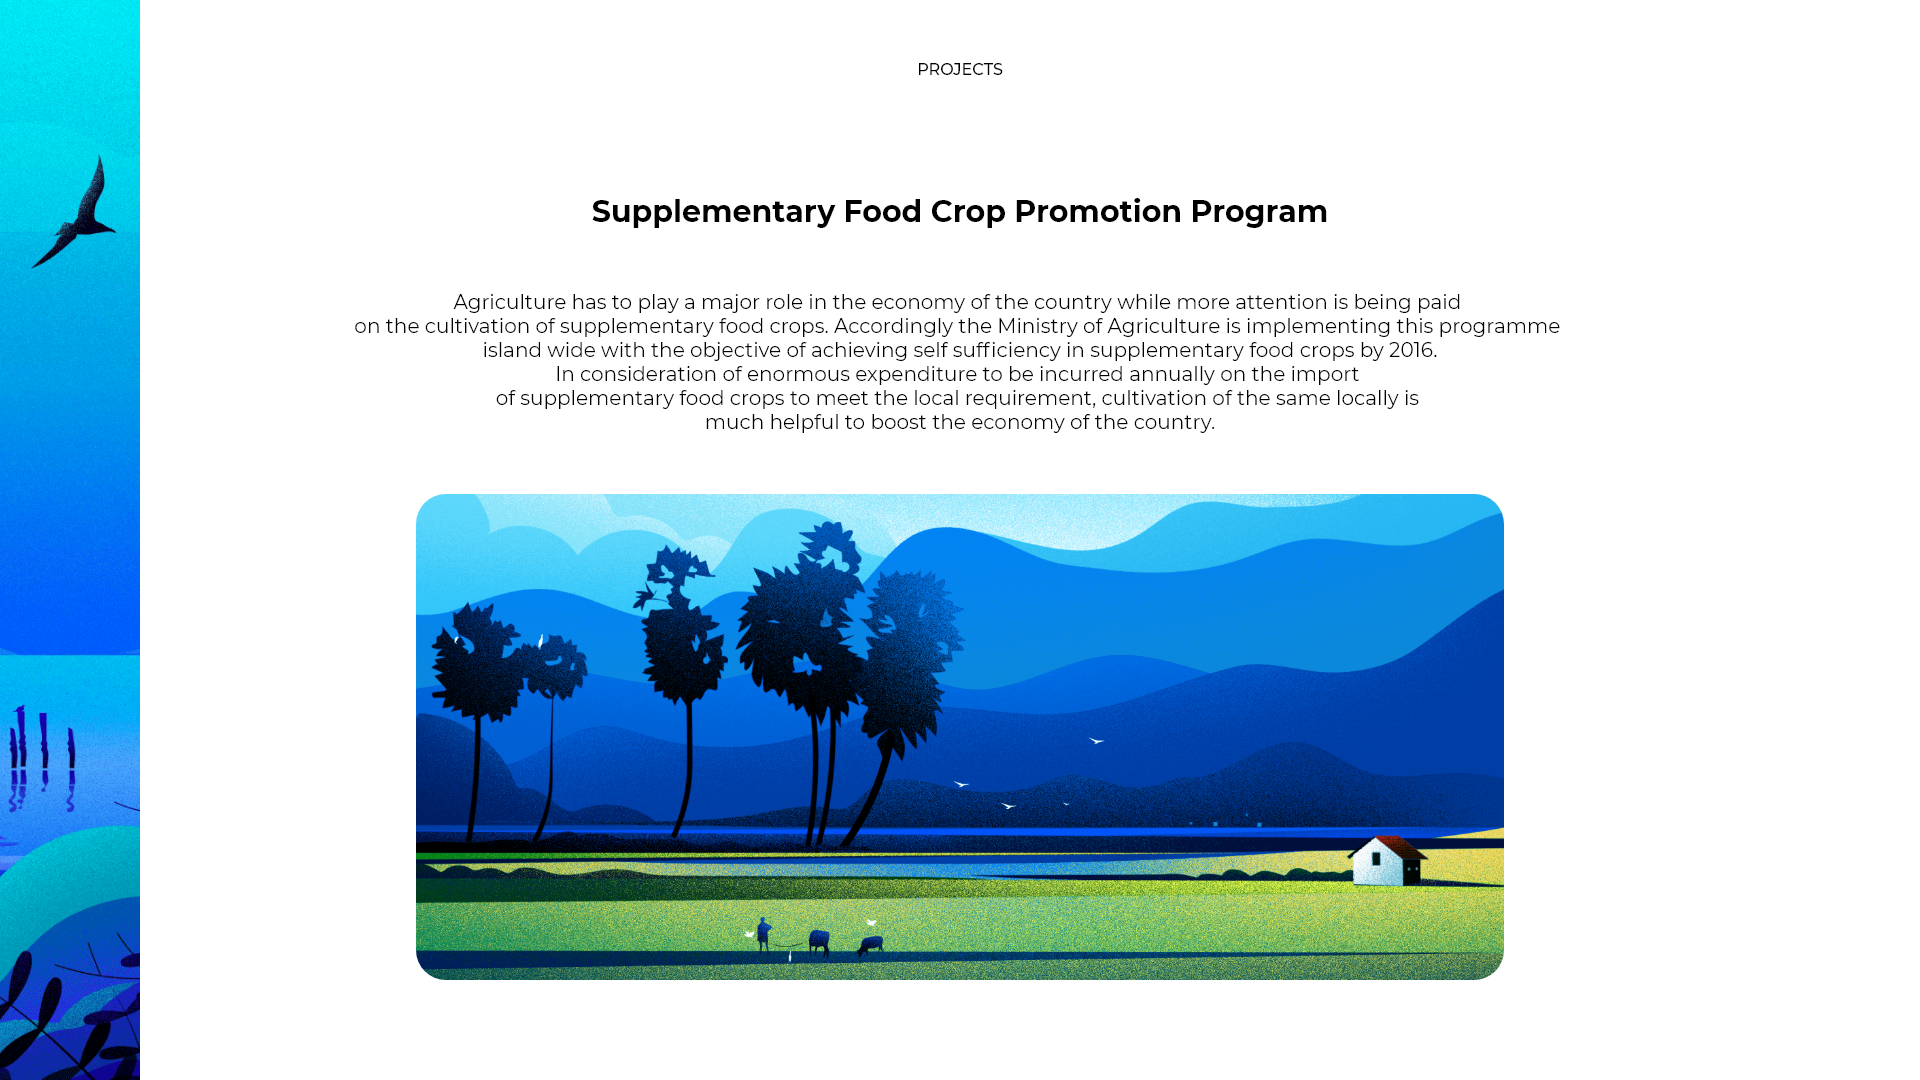 PROJECTS
Supplementary Food Crop Promotion Program
Agriculture has to play a major role in the economy of the country while more attention is being paid
on the cultivation of supplementary food crops. Accordingly the Ministry of Agriculture is implementing this programme
island wide with the objective of achieving self sufficiency in supplementary food crops by 2016.
In consideration of enormous expenditure to be incurred annually on the import
of supplementary food crops to meet the local requirement, cultivation of the same locally is
much helpful to boost the economy of the country.